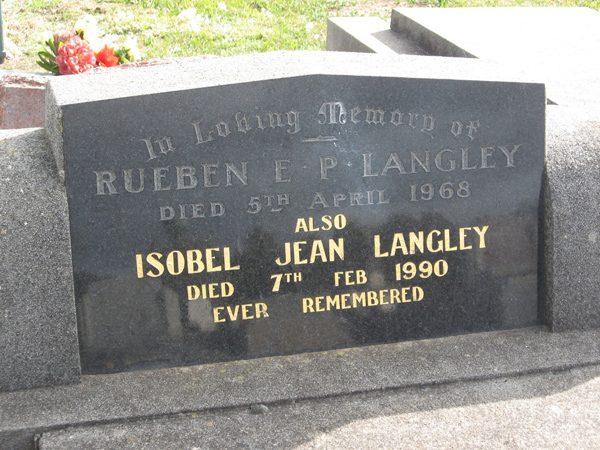 In Loving Memory of
RUEBEN E·P·LANGLEY
DIED 5TH APRIL 1968
ALSO
ISOBEL JEAN LANGLEY
DIED 7TH FEB 1990
EVER REMEMBERED